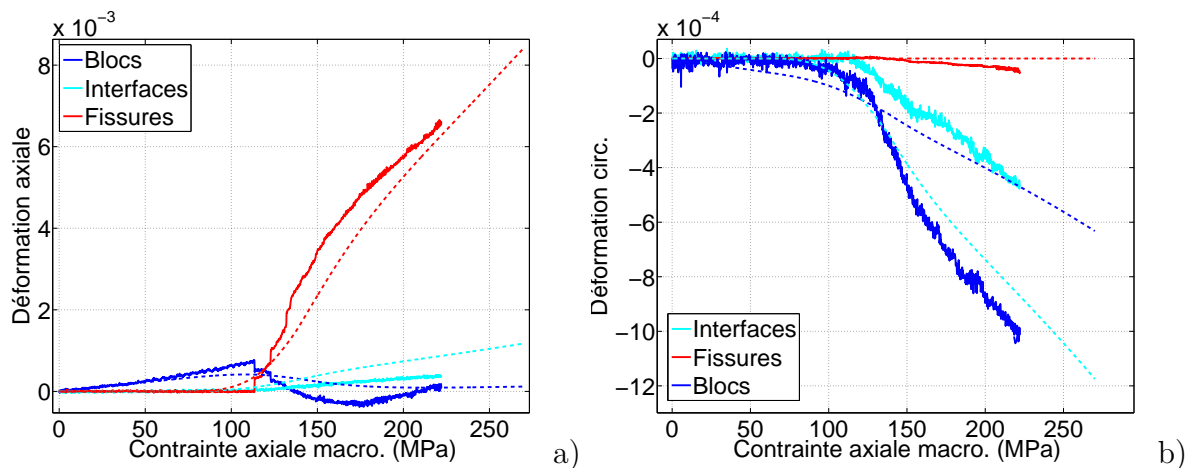 x 10⁻³
Déformation axiale
8
6
4
2
0
Blocs
Interfaces
Fissures
0 50 100 150 200 250
Contrainte axiale macro. (MPa)
a)
x 10⁻⁴
Déformation circ.
0
−2
−4
−6
−8
−10
−12
Interfaces
Fissures
Blocs
0 50 100 150 200 250
Contrainte axiale macro. (MPa)
b)